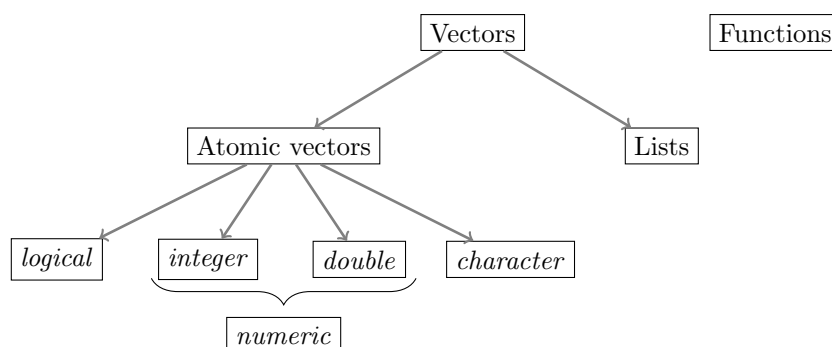 Vectors
Functions
Atomic vectors
Lists
logical
integer
double
character
numeric